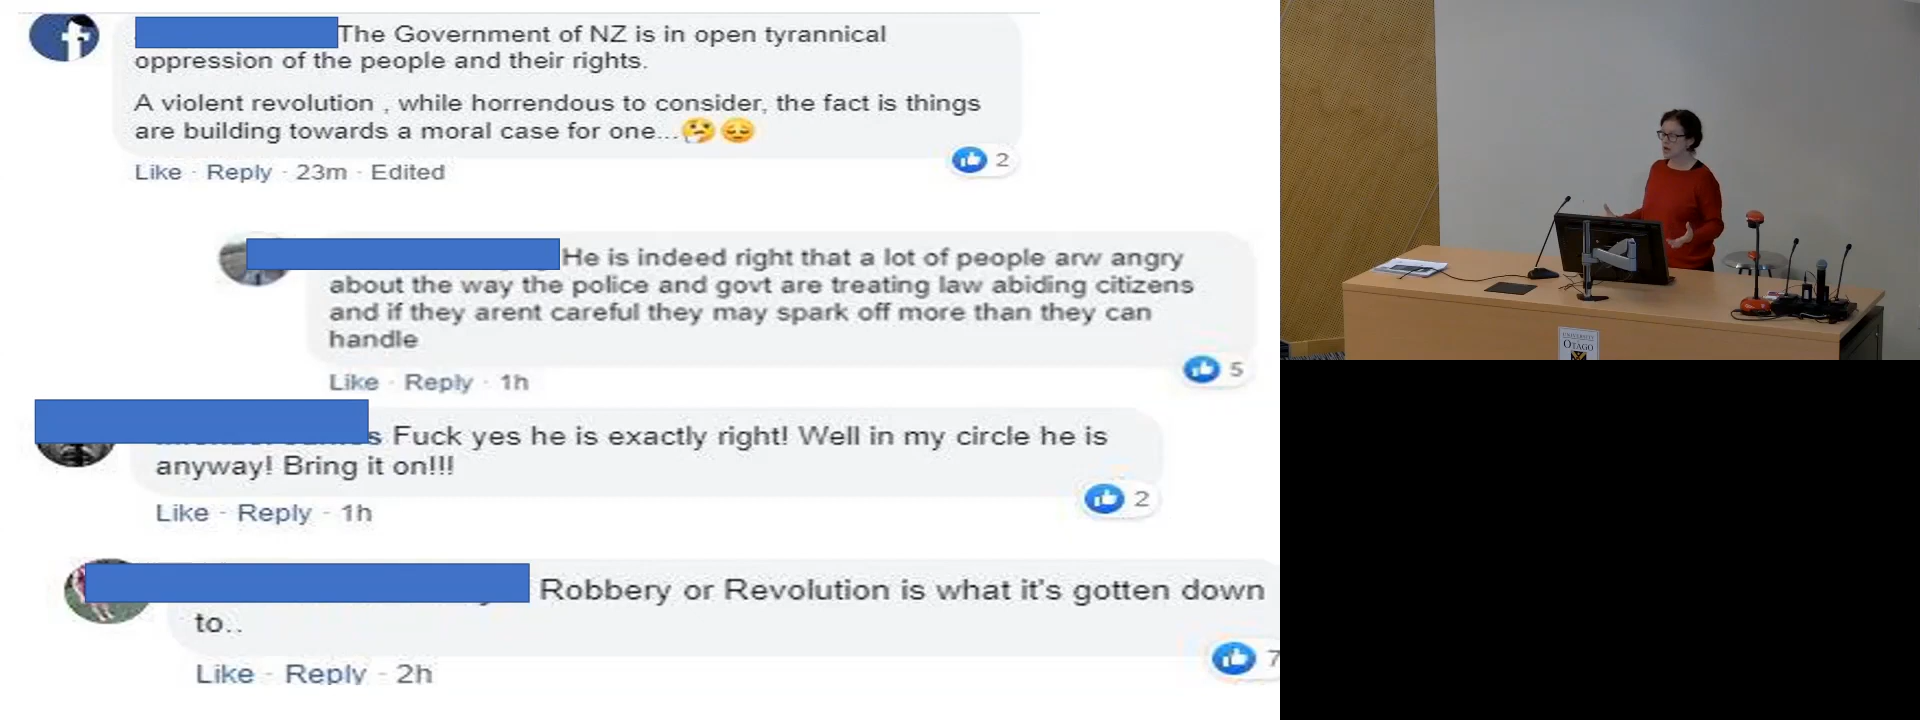 The Government of NZ is in open tyrannical
oppression of the people and their rights.
A violent revolution , while horrendous to consider, the fact is things
are building towards a moral case for one...🤔😔
2
Like · Reply · 23m · Edited
He is indeed right that a lot of people arw angry
about the way the police and govt are treating law abiding citizens
and if they arent careful they may spark off more than they can
handle
5
Like · Reply · 1h
s Fuck yes he is exactly right! Well in my circle he is
anyway! Bring it on!!!
2
Like · Reply · 1h
Robbery or Revolution is what it's gotten down
to..
7
Like · Reply · 2h
UNIVERSITY
OTAGO